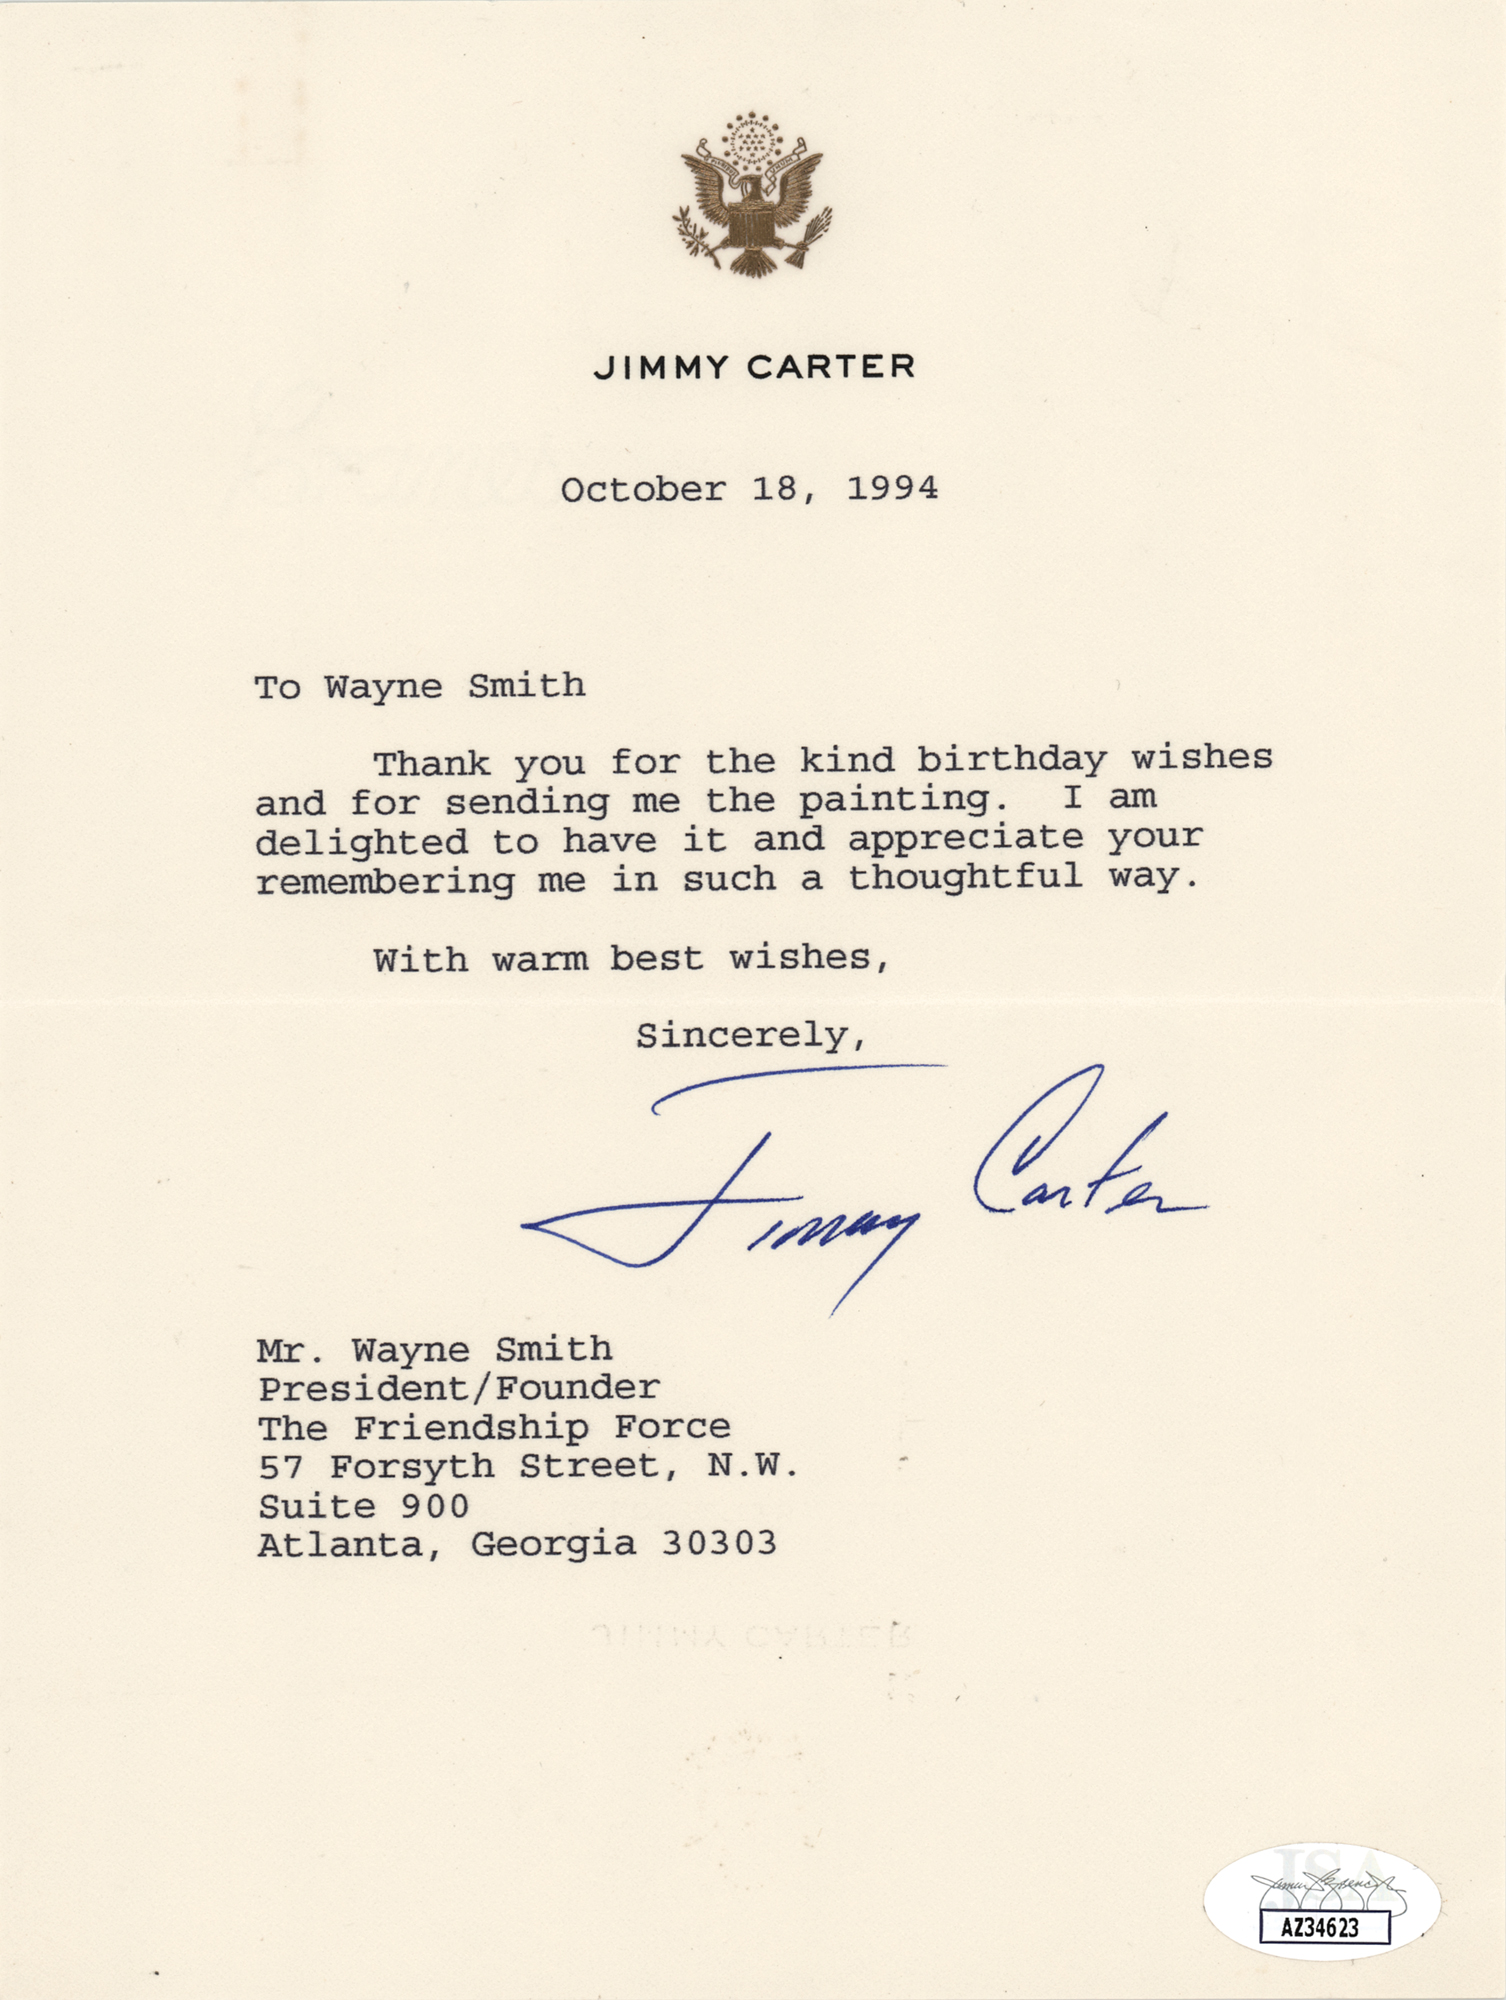 JIMMY CARTER
October 18, 1994
To Wayne Smith
Thank you for the kind birthday wishes
and for sending me the painting. I am
delighted to have it and appreciate your
remembering me in such a thoughtful way.
With warm best wishes,
Sincerely,
Jimmy Carter
Mr. Wayne Smith
President/Founder
The Friendship Force
57 Forsyth Street, N.W.
Suite 900
Atlanta, Georgia 30303
JIMMY CARTER
JSA
AZ34623